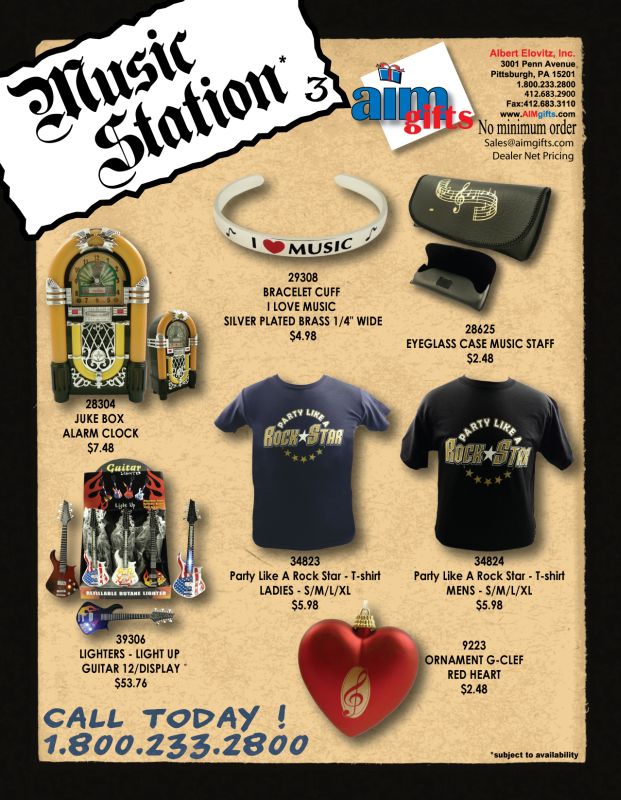 Music
Station*
3
aim
gifts
Albert Elovitz, Inc.
3001 Penn Avenue
Pittsburgh, PA 15201
1.800.233.2800
412.683.2900
Fax:412.683.3110
www.AIMgifts.com
No minimum order
Sales@aimgifts.com
Dealer Net Pricing
I MUSIC
29308
BRACELET CUFF
I LOVE MUSIC
SILVER PLATED BRASS 1/4" WIDE
$4.98
28625
EYEGLASS CASE MUSIC STAFF
$2.48
28304
JUKE BOX
ALARM CLOCK
$7.48
PARTY LIKE A
ROCK STAR
34823
Party Like A Rock Star - T-shirt
LADIES - S/M/L/XL
$5.98
PARTY LIKE A
ROCK STAR
34824
Party Like A Rock Star - T-shirt
MENS - S/M/L/XL
$5.98
Guitar
LIGHTER
Light Up
REFILLABLE BUTANE LIGHTER
39306
LIGHTERS - LIGHT UP
GUITAR 12/DISPLAY *
$53.76
9223
ORNAMENT G-CLEF
RED HEART
$2.48
CALL TODAY !
1.800.233.2800
*subject to availability